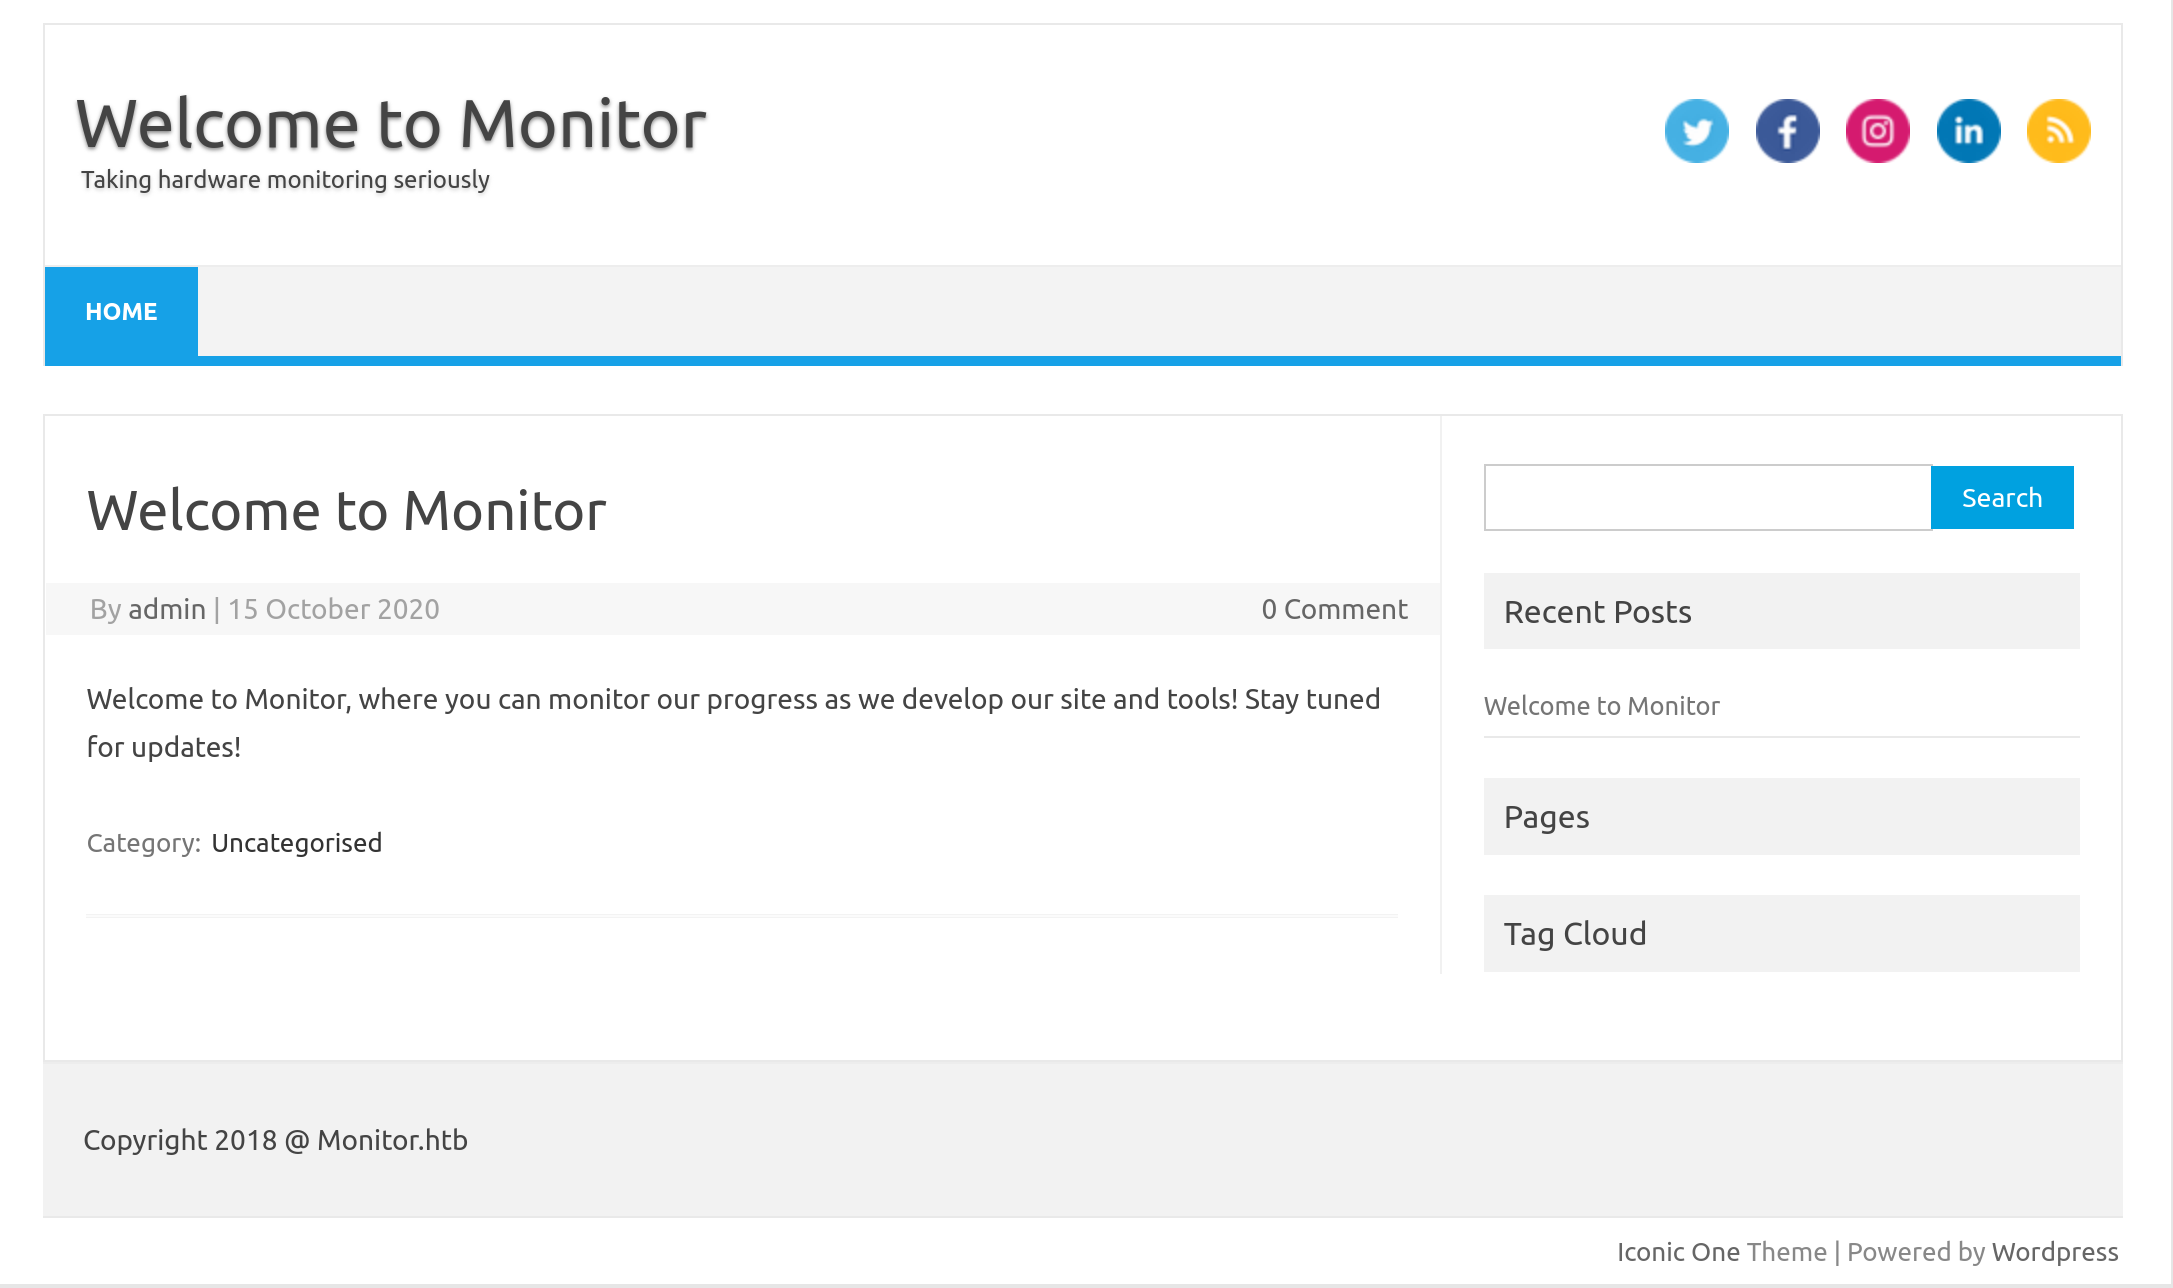 Welcome to Monitor
Taking hardware monitoring seriously
HOME
Welcome to Monitor
By admin | 15 October 2020
0 Comment
Welcome to Monitor, where you can monitor our progress as we develop our site and tools! Stay tuned
for updates!
Category: Uncategorised
Search
Recent Posts
Welcome to Monitor
Pages
Tag Cloud
Copyright 2018 @ Monitor.htb
Iconic One Theme | Powered by Wordpress